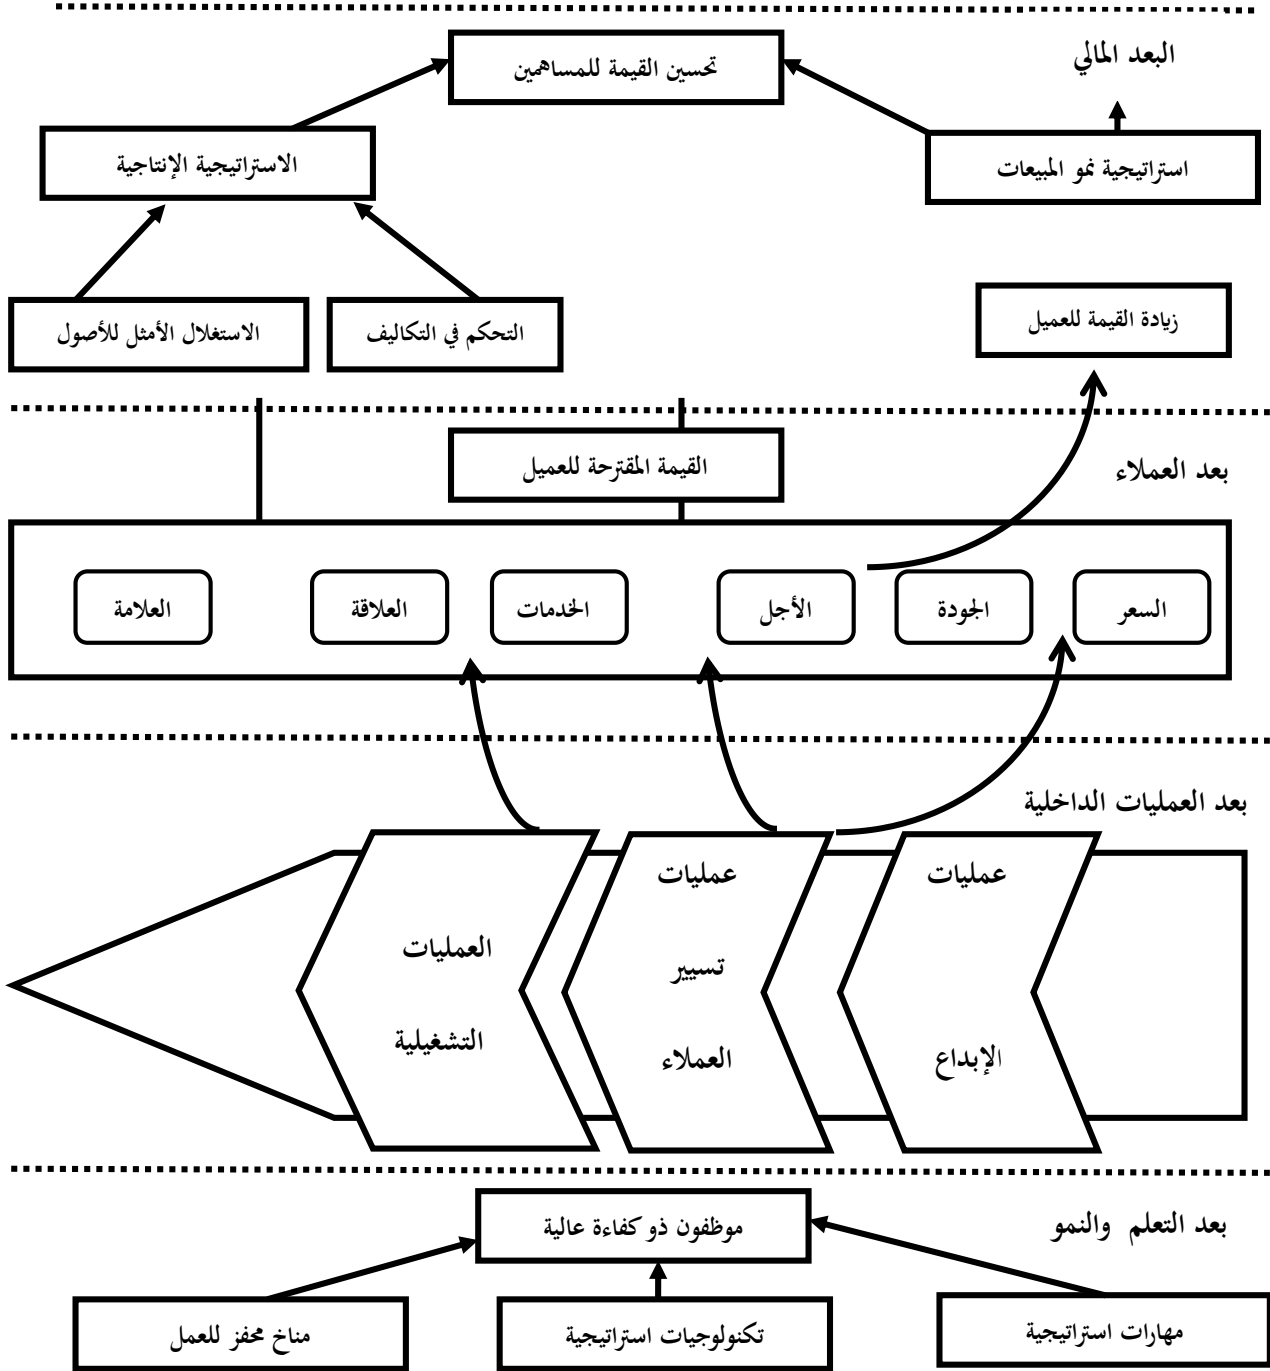 البعد المالي
تحسين القيمة للمساهمين
استراتيجية نمو المبيعات
الاستراتيجية الإنتاجية
زيادة القيمة للعميل
التحكم في التكاليف
الاستغلال الأمثل للأصول
بعد العملاء
القيمة المقترحة للعميل
السعر
الجودة
الأجل
الخدمات
العلاقة
العلامة
بعد العمليات الداخلية
عمليات
الإبداع
عمليات
تسيير
العملاء
العمليات
التشغيلية
بعد التعلم والنمو
موظفون ذو كفاءة عالية
مهارات استراتيجية
تكنولوجيات استراتيجية
مناخ محفز للعمل